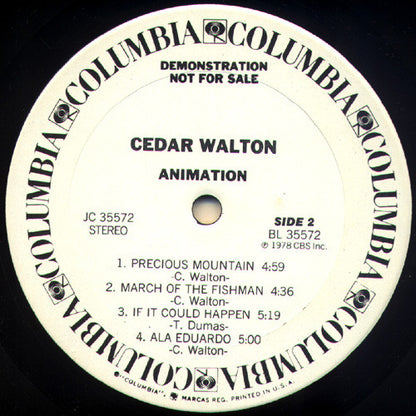 COLUMBIA COLUMBIA COLUMBIA COLUMBIA COLUMBIA COLUMBIA
DEMONSTRATION
NOT FOR SALE
CEDAR WALTON
ANIMATION
JC 35572
STEREO
SIDE 2
BL 35572
℗ 1978 CBS Inc.
1. PRECIOUS MOUNTAIN 4:59
-C. Walton-
2. MARCH OF THE FISHMAN 4:36
-C. Walton-
3. IF IT COULD HAPPEN 5:19
-T. Dumas-
4. ALA EDUARDO 5:00
-C. Walton-
®"COLUMBIA", MARCAS REG. PRINTED IN U.S.A.